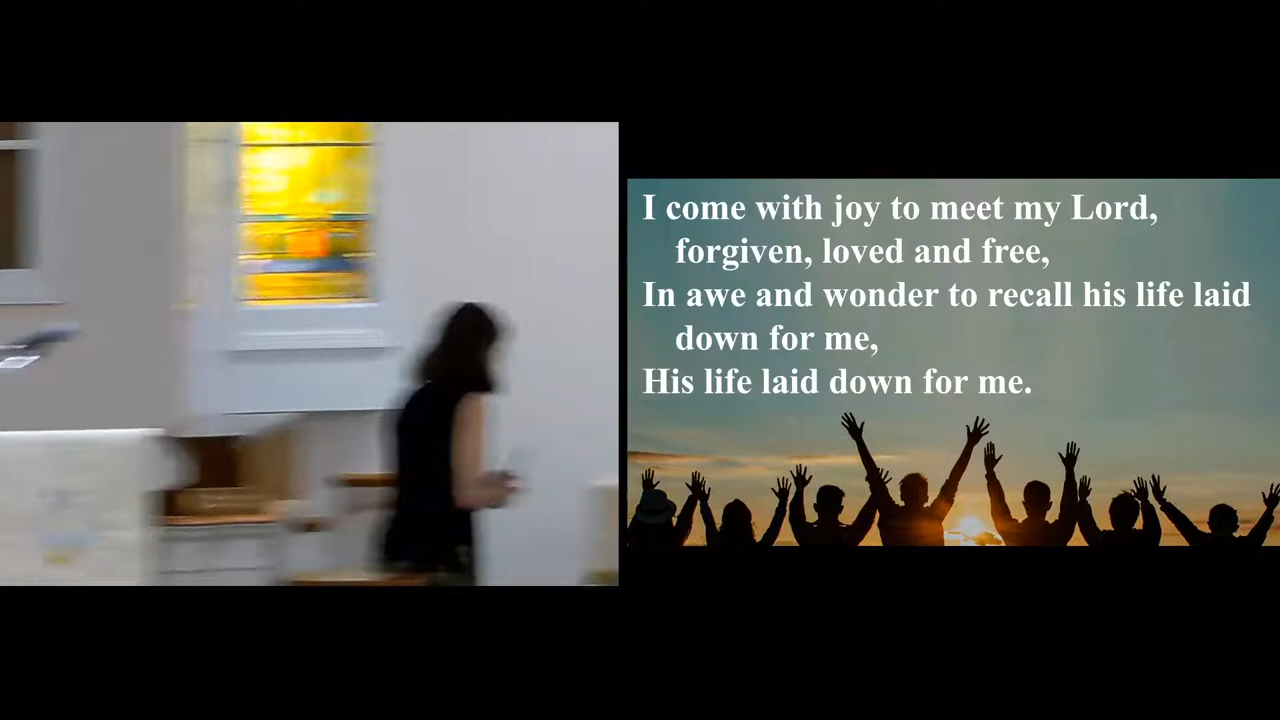 I come with joy to meet my Lord,
forgiven, loved and free,
In awe and wonder to recall his life laid
down for me,
His life laid down for me.